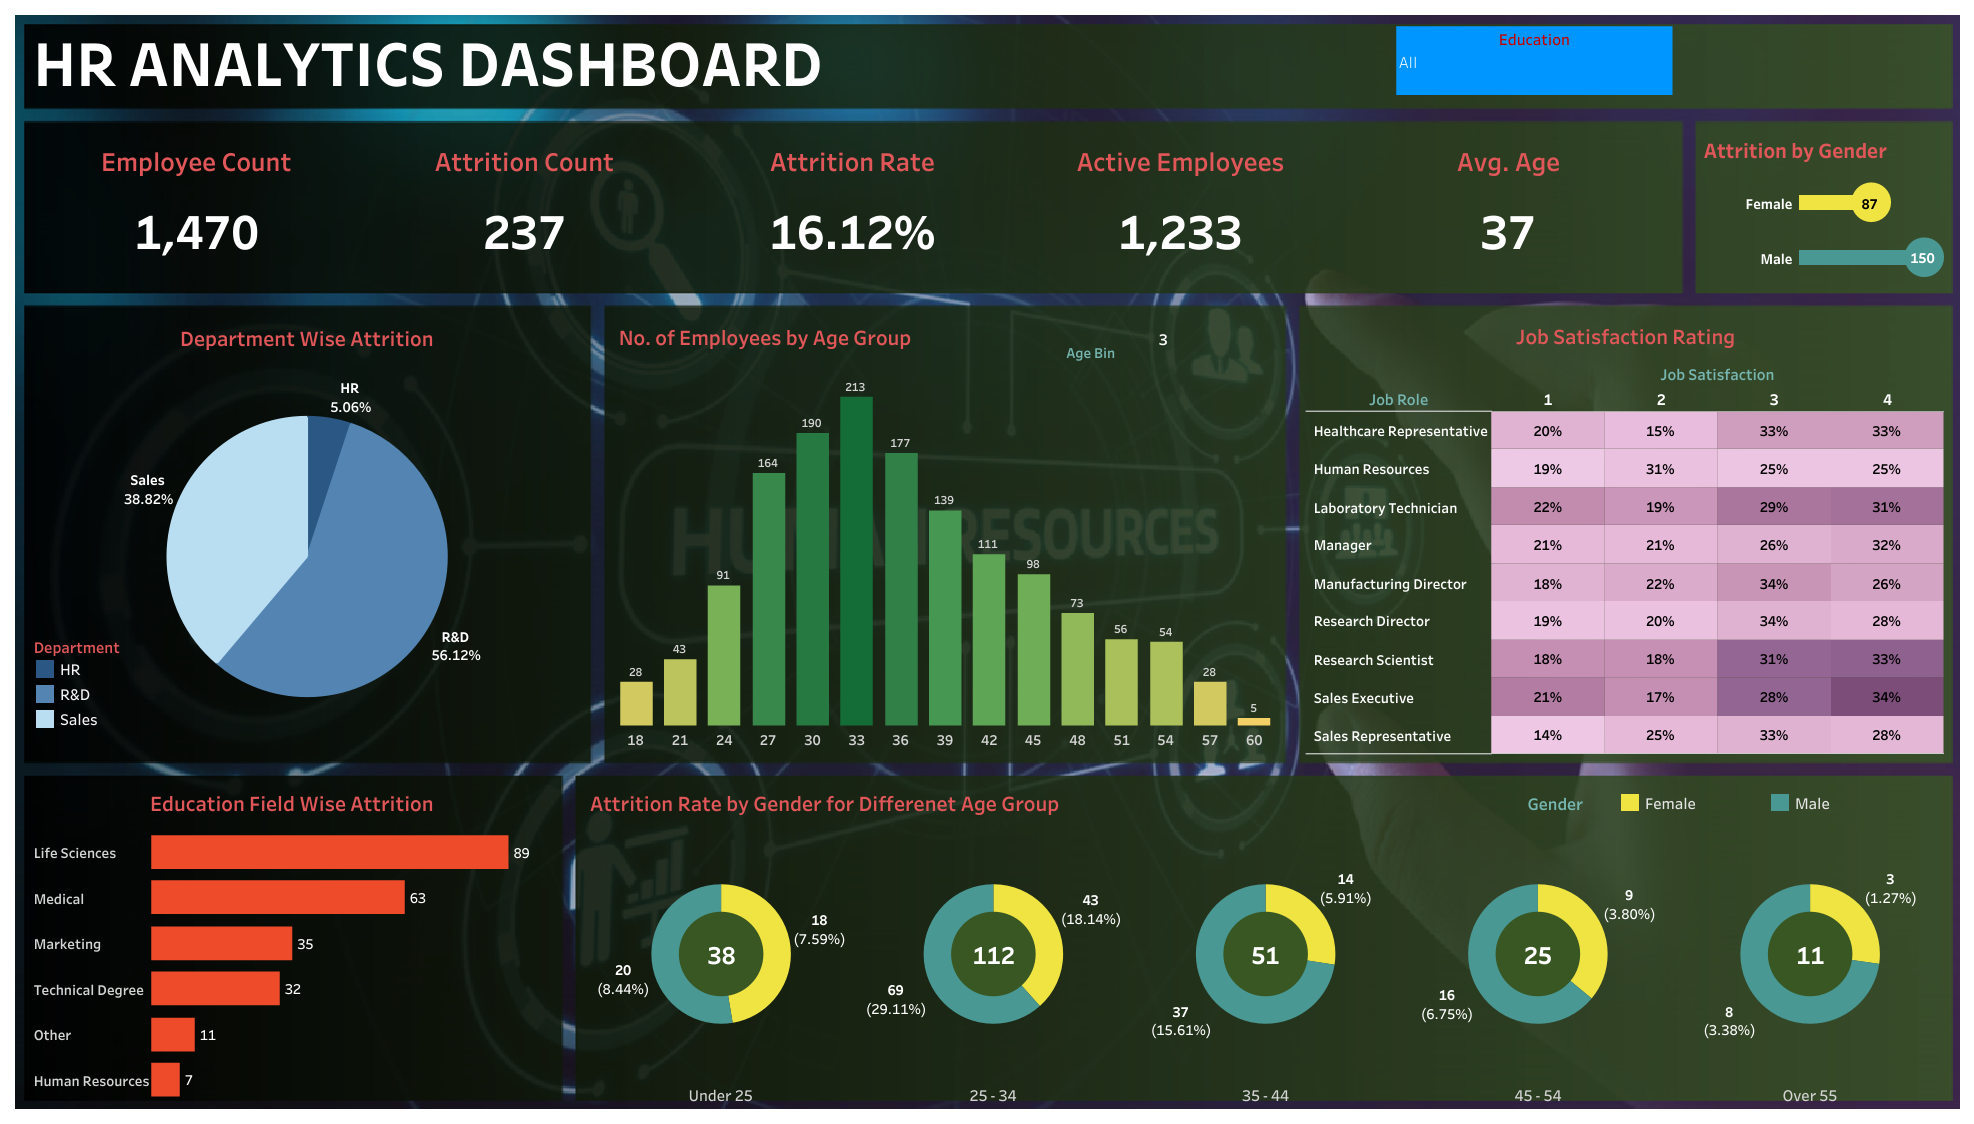 HR ANALYTICS DASHBOARD
Education
All
Employee Count
1,470
Attrition Count
237
Attrition Rate
16.12%
Active Employees
1,233
Avg. Age
37
Attrition by Gender
Female 87
Male 150
Department Wise Attrition
HR
5.06%
Sales
38.82%
R&D
56.12%
Department
HR
R&D
Sales
No. of Employees by Age Group
Age Bin 3
28 43 91 164 190 213 177 139 111 98 73 56 54 28 5
18 21 24 27 30 33 36 39 42 45 48 51 54 57 60
HUMAN RESOURCES
Job Satisfaction Rating
Job Satisfaction
Job Role 1 2 3 4
Healthcare Representative 20% 15% 33% 33%
Human Resources 19% 31% 25% 25%
Laboratory Technician 22% 19% 29% 31%
Manager 21% 21% 26% 32%
Manufacturing Director 18% 22% 34% 26%
Research Director 19% 20% 34% 28%
Research Scientist 18% 18% 31% 33%
Sales Executive 21% 17% 28% 34%
Sales Representative 14% 25% 33% 28%
Education Field Wise Attrition
Life Sciences 89
Medical 63
Marketing 35
Technical Degree 32
Other 11
Human Resources 7
Attrition Rate by Gender for Differenet Age Group
Gender Female Male
18
(7.59%)
38
20
(8.44%)
Under 25
43
(18.14%)
112
69
(29.11%)
25 - 34
14
(5.91%)
51
37
(15.61%)
35 - 44
9
(3.80%)
25
16
(6.75%)
45 - 54
3
(1.27%)
11
8
(3.38%)
Over 55